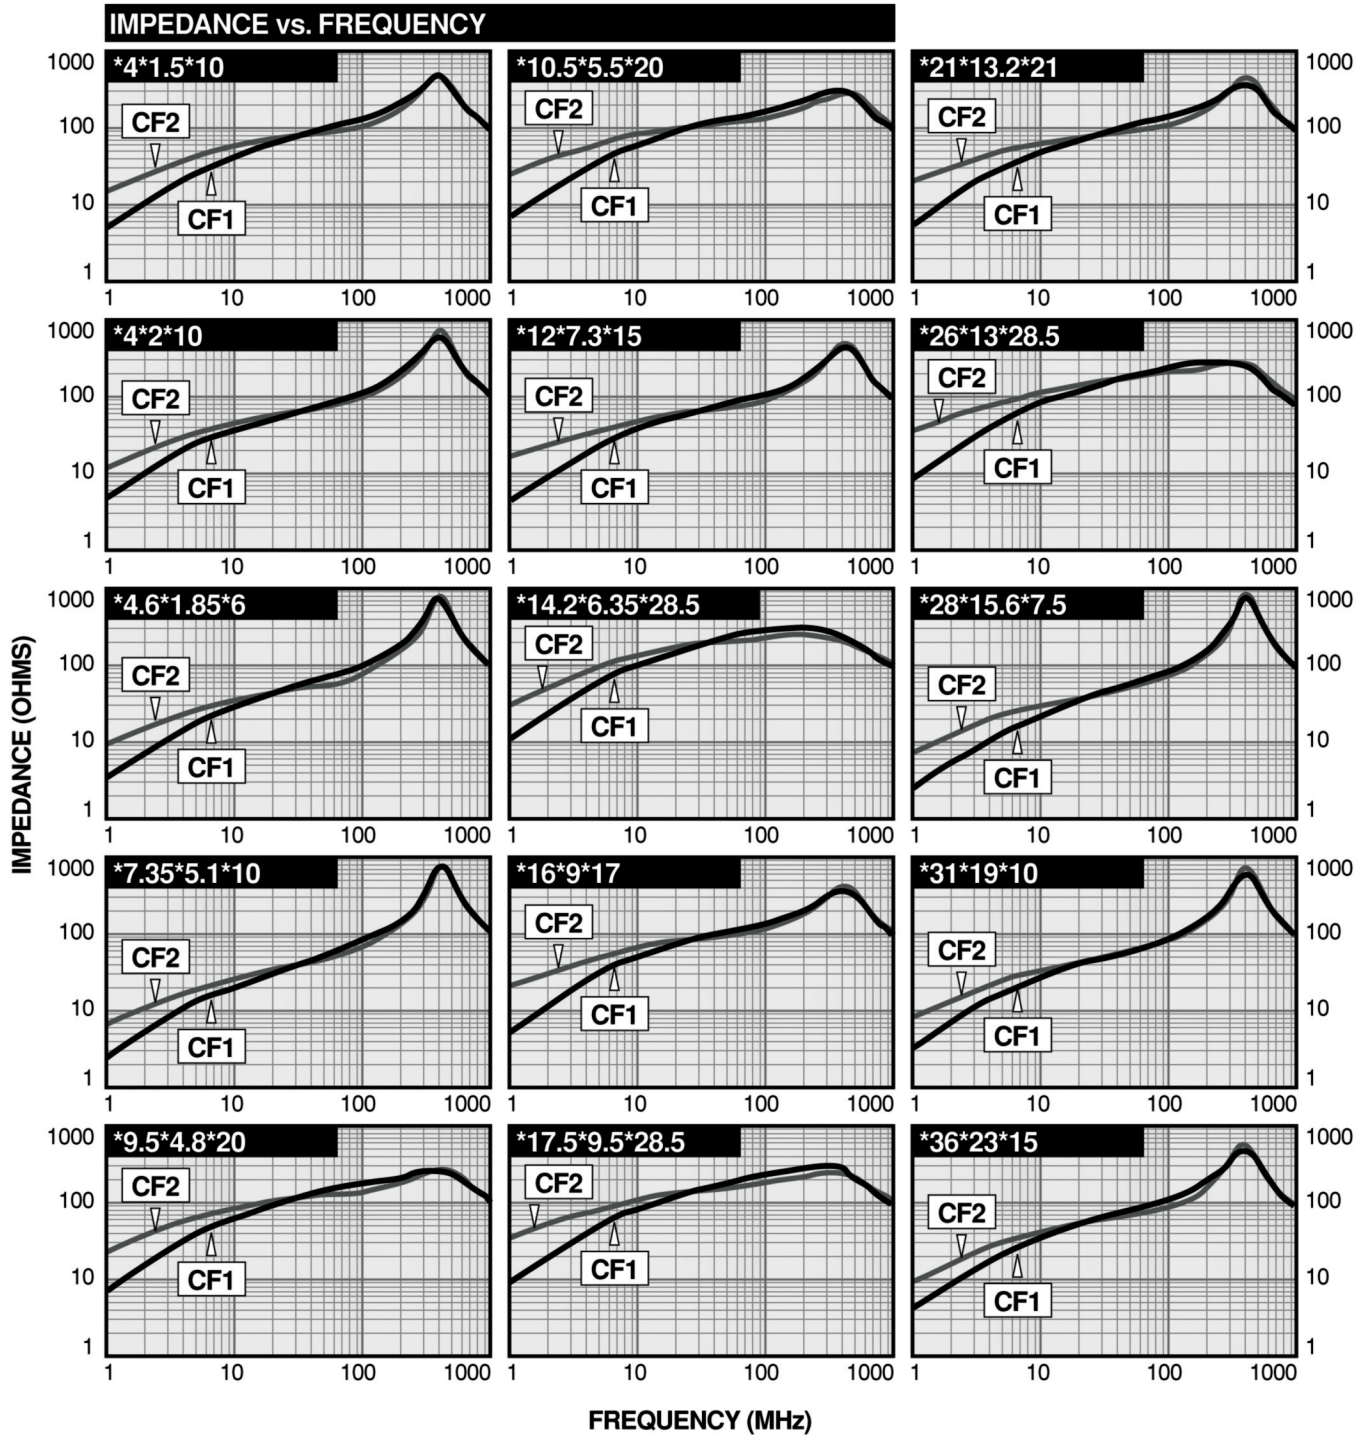 IMPEDANCE vs. FREQUENCY
*4*1.5*10
1000
100
10
1
CF2
CF1
1 10 100 1000
*10.5*5.5*20
CF2
CF1
1 10 100 1000
*21*13.2*21
1000
100
10
1
CF2
CF1
1 10 100 1000
*4*2*10
1000
100
10
1
CF2
CF1
1 10 100 1000
*12*7.3*15
CF2
CF1
1 10 100 1000
*26*13*28.5
1000
100
10
1
CF2
CF1
1 10 100 1000
*4.6*1.85*6
1000
100
10
1
CF2
CF1
1 10 100 1000
*14.2*6.35*28.5
CF2
CF1
1 10 100 1000
*28*15.6*7.5
1000
100
10
1
CF2
CF1
1 10 100 1000
*7.35*5.1*10
1000
100
10
1
CF2
CF1
1 10 100 1000
*16*9*17
CF2
CF1
1 10 100 1000
*31*19*10
1000
100
10
1
CF2
CF1
1 10 100 1000
*9.5*4.8*20
1000
100
10
1
CF2
CF1
1 10 100 1000
*17.5*9.5*28.5
CF2
CF1
1 10 100 1000
*36*23*15
1000
100
10
1
CF2
CF1
1 10 100 1000
IMPEDANCE (OHMS)
FREQUENCY (MHz)